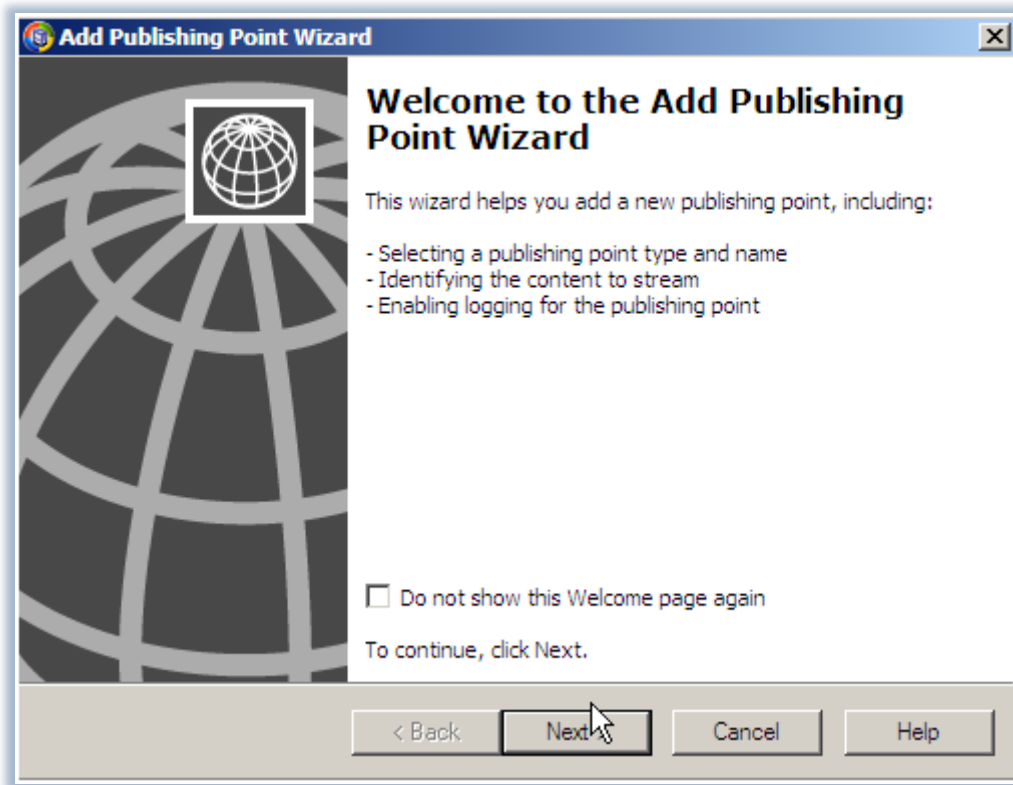 Add Publishing Point Wizard
Welcome to the Add Publishing
Point Wizard
This wizard helps you add a new publishing point, including:
- Selecting a publishing point type and name
- Identifying the content to stream
- Enabling logging for the publishing point
Do not show this Welcome page again
To continue, click Next.
< Back
Next >
Cancel
Help